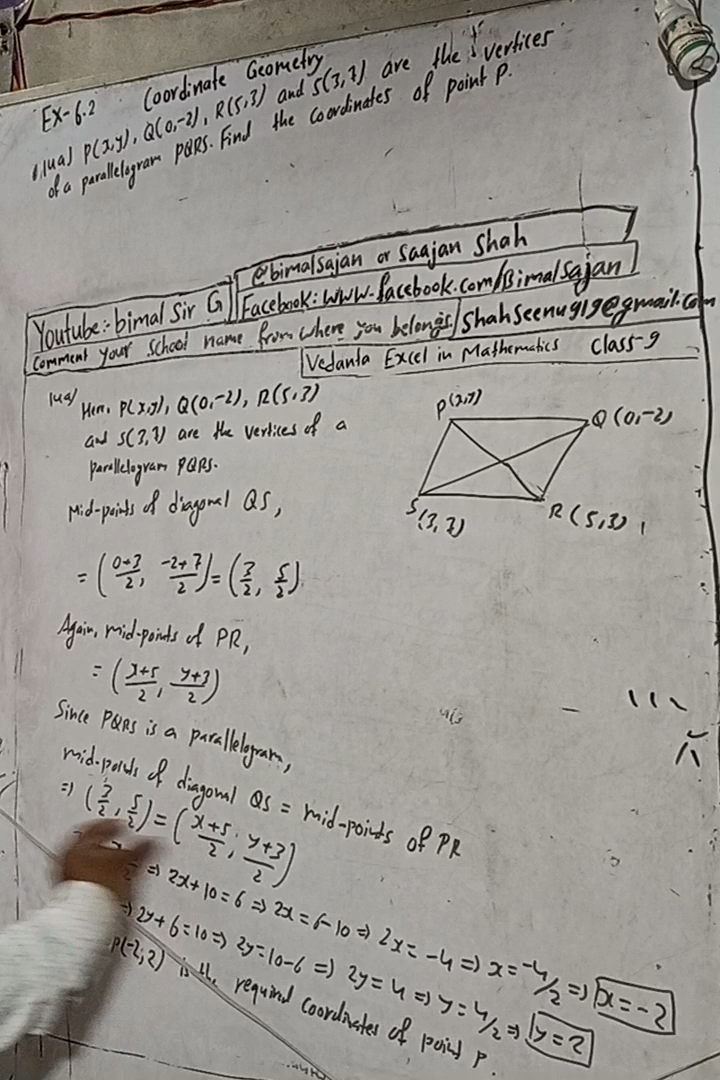 EX-6.2 Coordinate Geometry
1. 14a) P(x,y), Q(0,-2), R(5,3) and S(3,7) are the vertices
of a parallelogram PQRS. Find the coordinates of point P.
@bimalsajan or Saajan Shah
Youtube:- bimal Sir G
Facebook: www.facebook.com/Bimalsajan
Comment your school name from where you belongs.
Shahseenu919@gmail.com
Vedanta Excel in Mathematics Class-9
14a) Here, P(x,y), Q(0,-2), R(5,3)
and S(3,7) are the vertices of a
parallelogram PQRS.
P(x,y)
Q(0,-2)
S(3,7)
R(5,3)
Mid-points of diagonal QS,
= (0+3/2, -2+7/2) = (3/2, 5/2)
Again, mid-points of PR,
= (x+5/2, y+3/2)
Since PQRS is a parallelogram,
mid-points of diagonal QS = mid-points of PR
⇒ (3/2, 5/2) = (x+5/2, y+3/2)
⇒ 2x+10=6 ⇒ 2x=6-10 ⇒ 2x=-4 ⇒ x=-4/2 ⇒ x=-2
⇒ 2y+6=10 ⇒ 2y=10-6 ⇒ 2y=4 ⇒ y=4/2 ⇒ y=2
P(-2,2) is the required coordinates of point P.